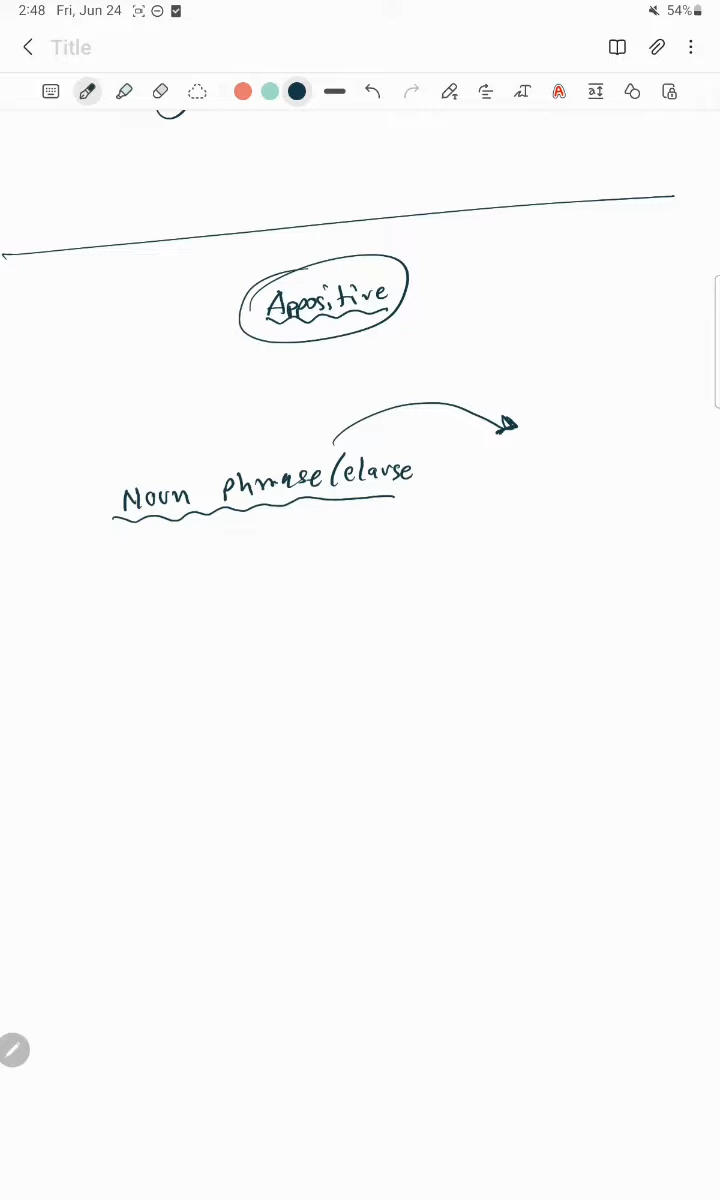 2:48 Fri, Jun 24
54%
Title
Appositive
Noun phrase/clause